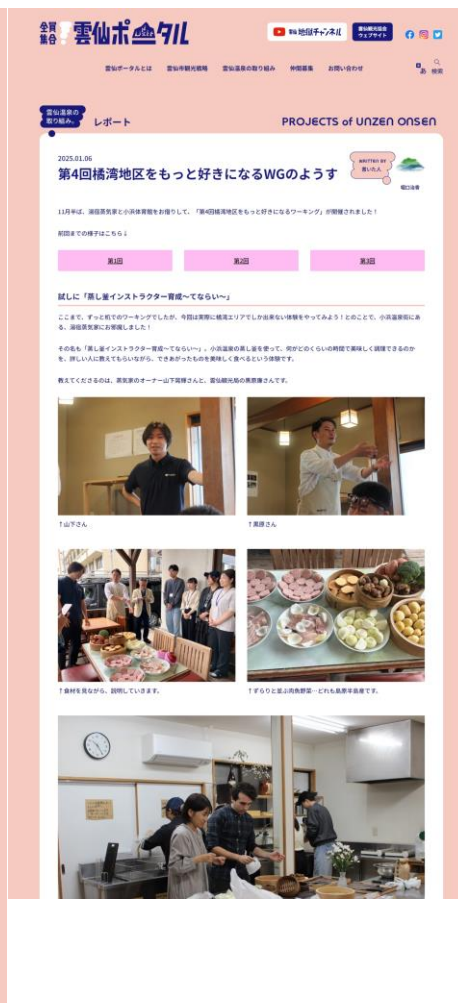 全員集合 雲仙ポータル
雲仙 地獄チャンネル
雲仙観光協会
ウェブサイト
雲仙ポータルとは 雲仙市観光戦略 雲仙温泉の取り組み 仲間募集 お問い合わせ
あ 検索
雲仙温泉の
取り組み。
レポート
PROJECTS of UNZEN ONSEN
2025.01.06
第4回橘湾地区をもっと好きになるWGのようす
WRITTEN BY
書いた人
11月半ば、湯宿蒸気家と小浜体育館をお借りして、「第4回橘湾地区をもっと好きになるワーキング」が開催されました！
前回までの様子はこちら↓
第1回
第2回
第3回
試しに「蒸し釜インストラクター育成～てならい～」
ここまで、ずっと机でのワーキングでしたが、今回は実際に橘湾エリアでしか出来ない体験をやってみよう！とのことで、小浜温泉街にあ
る、湯宿蒸気家にお邪魔しました！
その名も「蒸し釜インストラクター育成～てならい～」。小浜温泉の蒸し釜を使って、何がどのくらいの時間で美味しく調理できるのか
を、詳しい人に教えてもらいながら、できあがったものを美味しく食べるという体験です。
教えてくださるのは、蒸気家のオーナー山下さんと、雲仙観光局の黒原さんです。
↑山下さん
↑黒原さん
↑食材を見ながら、説明していきます。
↑ずらりと並ぶ肉魚野菜…どれも島原半島産です。